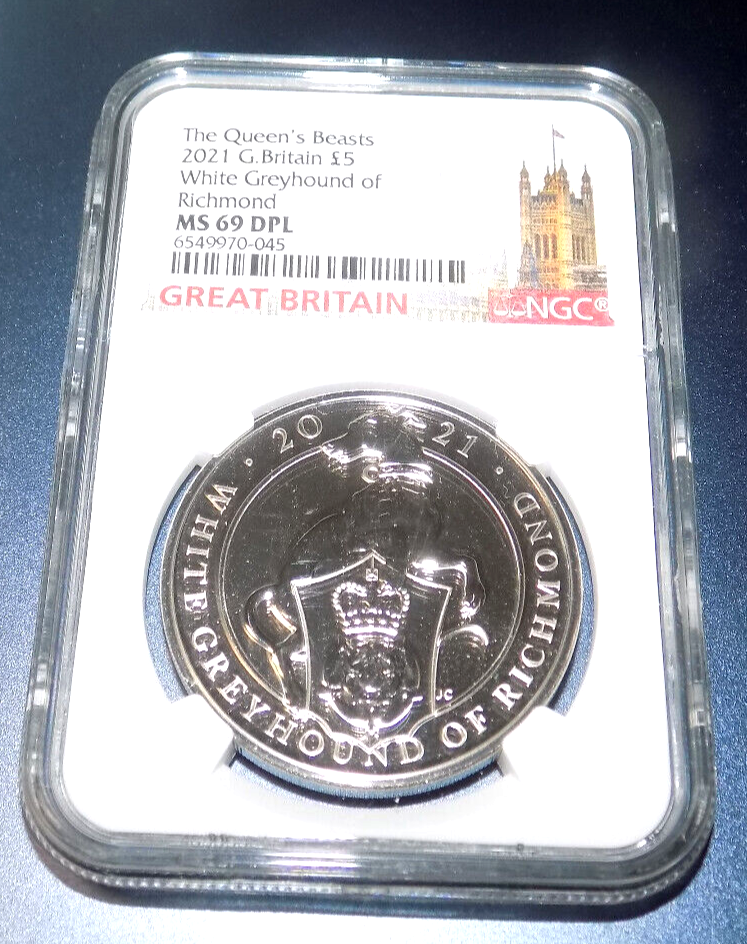 The Queen's Beasts
2021 G.Britain £5
White Greyhound of
Richmond
MS 69 DPL
6549970-045
GREAT BRITAIN
NGC®
· 20 21 ·
WHITE GREYHOUND OF RICHMOND
JC